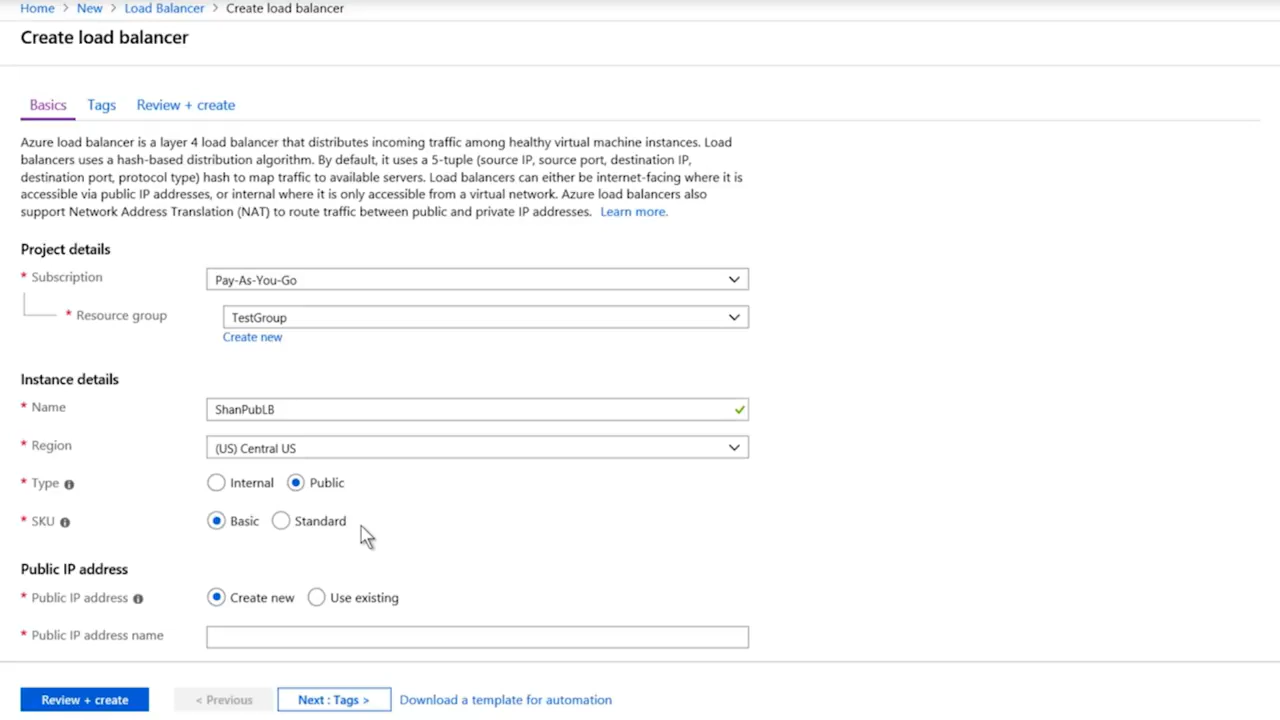 Home > New > Load Balancer > Create load balancer
Create load balancer
Basics Tags Review + create
Azure load balancer is a layer 4 load balancer that distributes incoming traffic among healthy virtual machine instances. Load
balancers uses a hash-based distribution algorithm. By default, it uses a 5-tuple (source IP, source port, destination IP,
destination port, protocol type) hash to map traffic to available servers. Load balancers can either be internet-facing where it is
accessible via public IP addresses, or internal where it is only accessible from a virtual network. Azure load balancers also
support Network Address Translation (NAT) to route traffic between public and private IP addresses. Learn more.
Project details
* Subscription Pay-As-You-Go
* Resource group TestGroup
Create new
Instance details
* Name ShanPubLB
* Region (US) Central US
* Type Internal Public
* SKU Basic Standard
Public IP address
* Public IP address Create new Use existing
* Public IP address name
Review + create < Previous Next : Tags > Download a template for automation